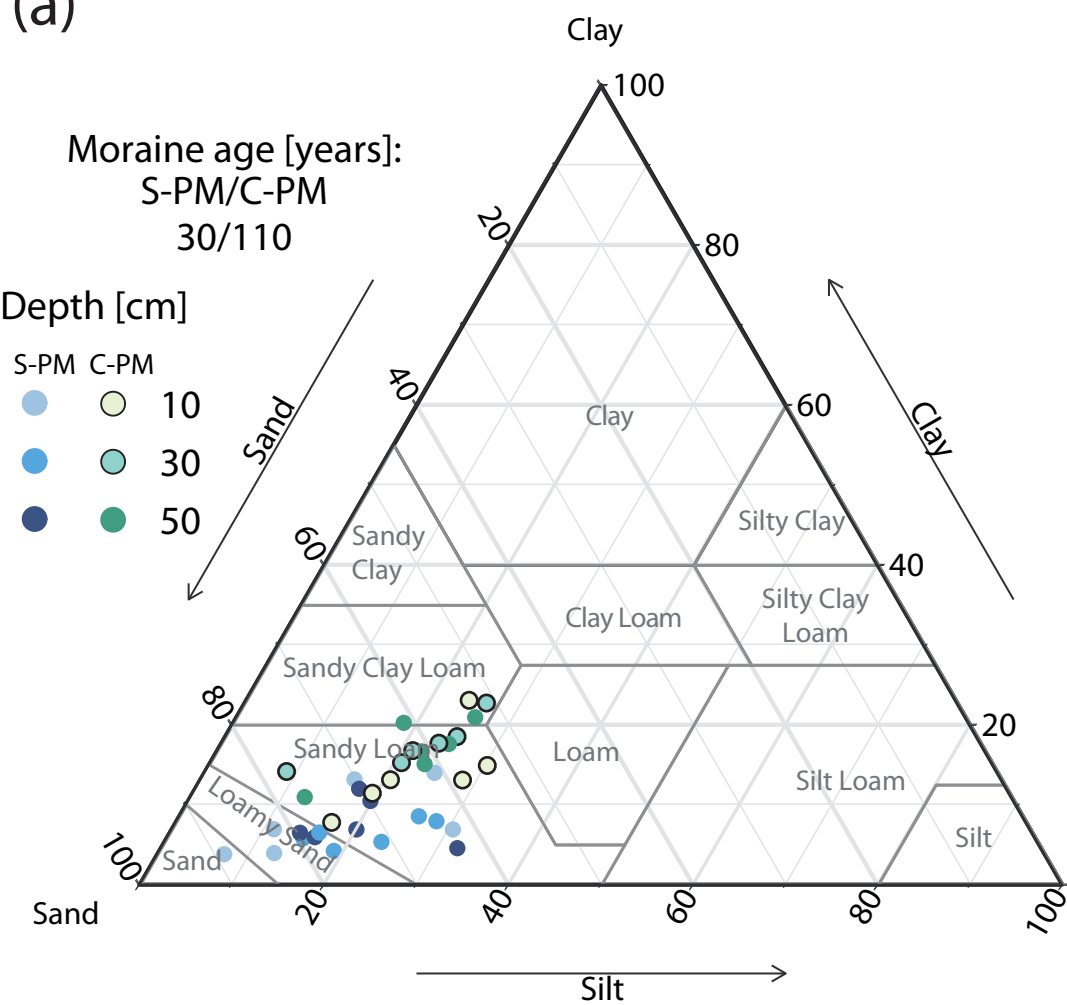 (a)
Clay
100
Moraine age [years]:
S-PM/C-PM
30/110
20
80
Depth [cm]
S-PM C-PM
10
30
50
Sand
Clay
40
60
Clay
Silty Clay
Sandy
Clay
60
40
Clay Loam
Silty Clay
Loam
Sandy Clay Loam
80
20
Sandy Loam
Loam
Silt Loam
Loamy Sand
Sand
Silt
100
Sand
20
40
60
80
100
Silt